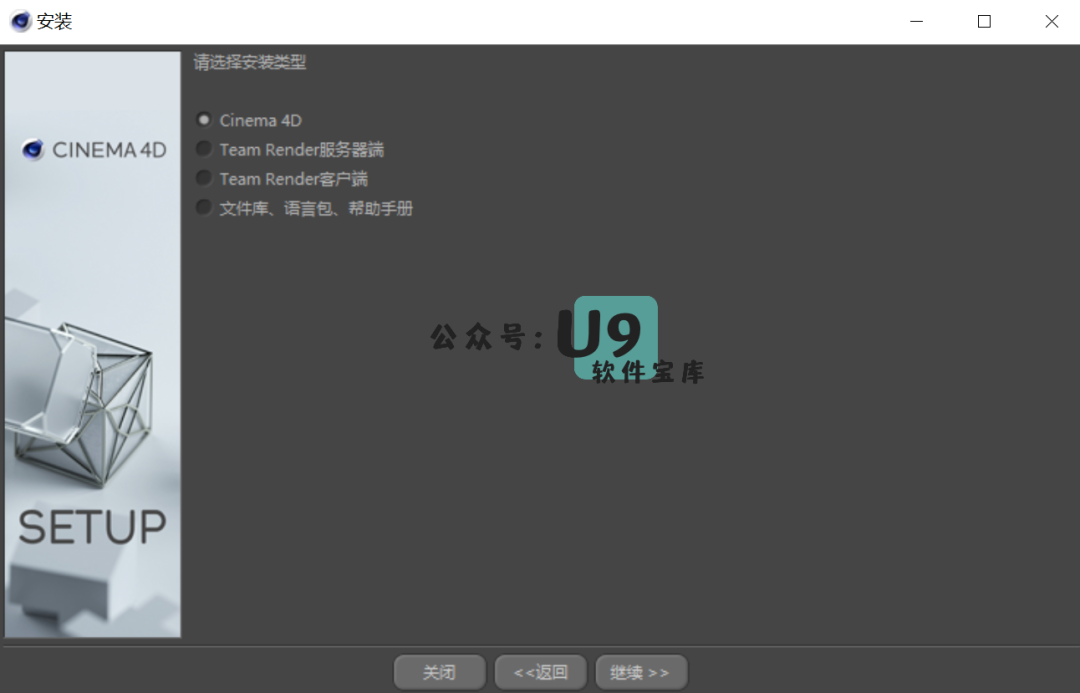 安装
请选择安装类型
CINEMA 4D
Cinema 4D
Team Render服务器端
Team Render客户端
文件库、语言包、帮助手册
公众号：U9
软件宝库
SETUP
关闭
<<返回
继续 >>